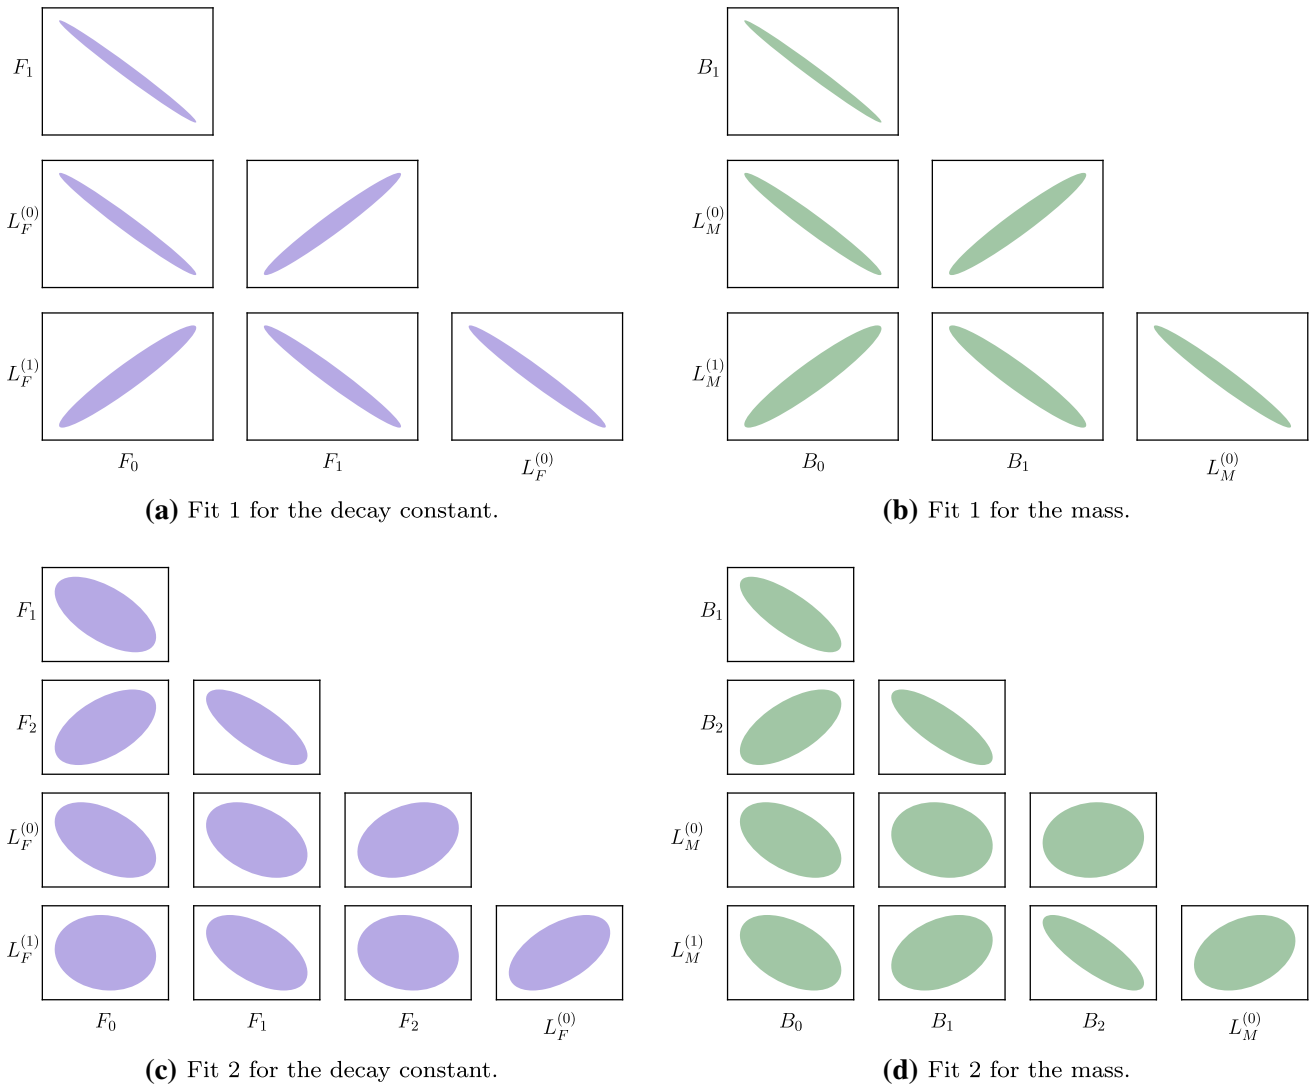 F_1
B_1
L_F^{(0)}
L_M^{(0)}
L_F^{(1)}
L_M^{(1)}
F_0 F_1 L_F^{(0)}
B_0 B_1 L_M^{(0)}
(a) Fit 1 for the decay constant.
(b) Fit 1 for the mass.
F_1
B_1
F_2
B_2
L_F^{(0)}
L_M^{(0)}
L_F^{(1)}
L_M^{(1)}
F_0 F_1 F_2 L_F^{(0)}
B_0 B_1 B_2 L_M^{(0)}
(c) Fit 2 for the decay constant.
(d) Fit 2 for the mass.